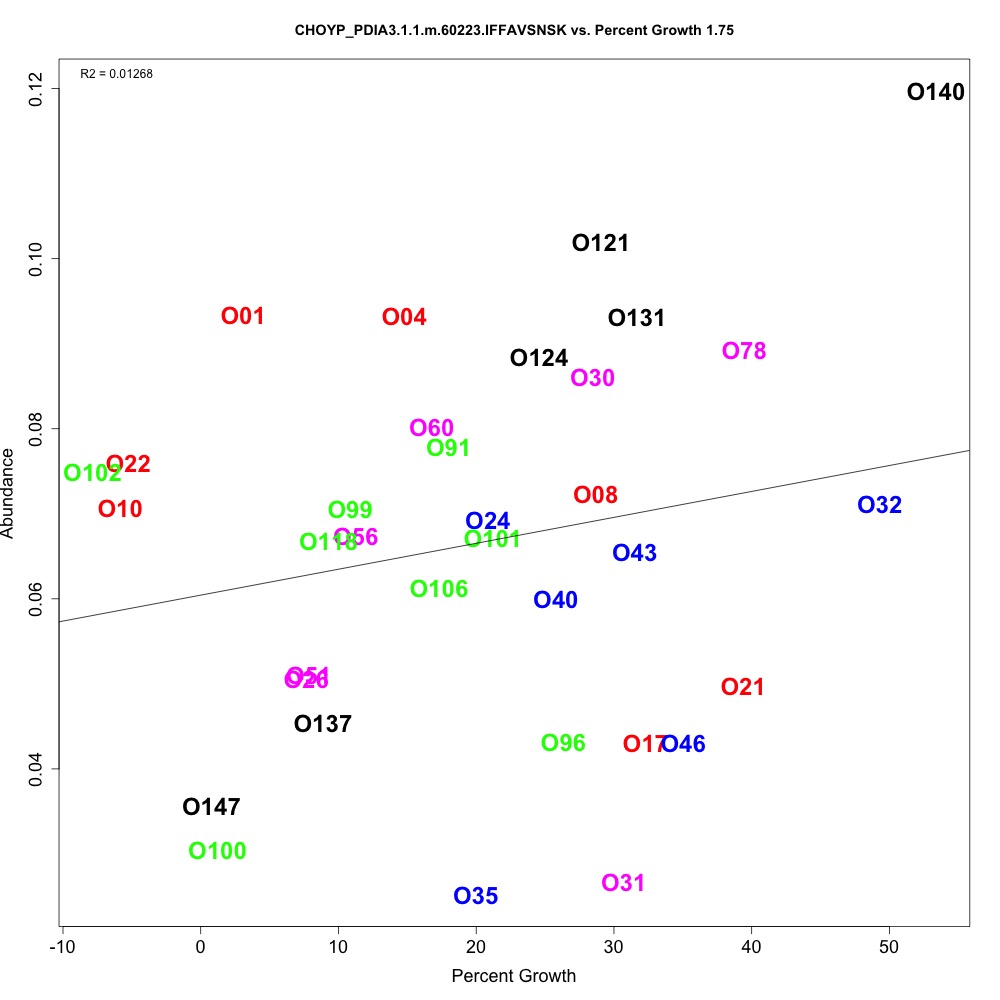 CHOYP_PDIA3.1.1.m.60223.IFFAVSNSK vs. Percent Growth 1.75
R2 = 0.01268
0.12
O140
O121
0.10
O01
O04
O131
O124
O78
O30
0.08
O60
O91
O22
O102
O10
O08
O99
O32
O24
O56
O101
O118
O43
O106
0.06
O40
O51
O26
O21
O137
O96
O17
O46
0.04
O147
O100
O31
O35
Abundance
-10 0 10 20 30 40 50
Percent Growth